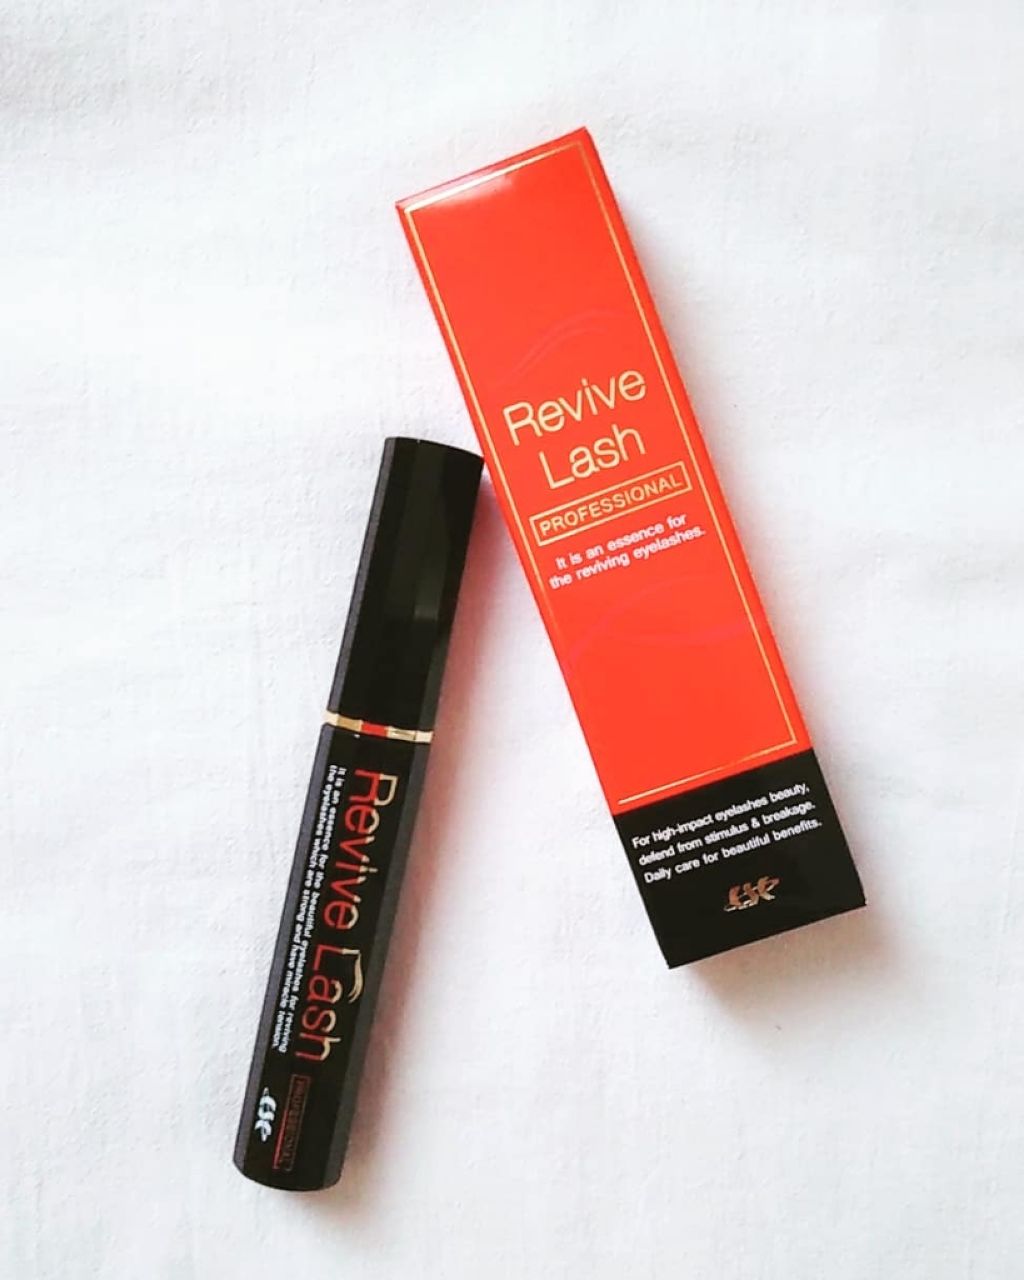 Revive
Lash
PROFESSIONAL
It is an essence for
the reviving eyelashes.
For high-impact eyelashes beauty,
defend from stimulus & breakage.
Daily care for beautiful benefits.
Revive Lash
PROFESSIONAL
It is an essence for the beautiful eyelashes for reviving
the eyelashes which are strong and have miracle tension.